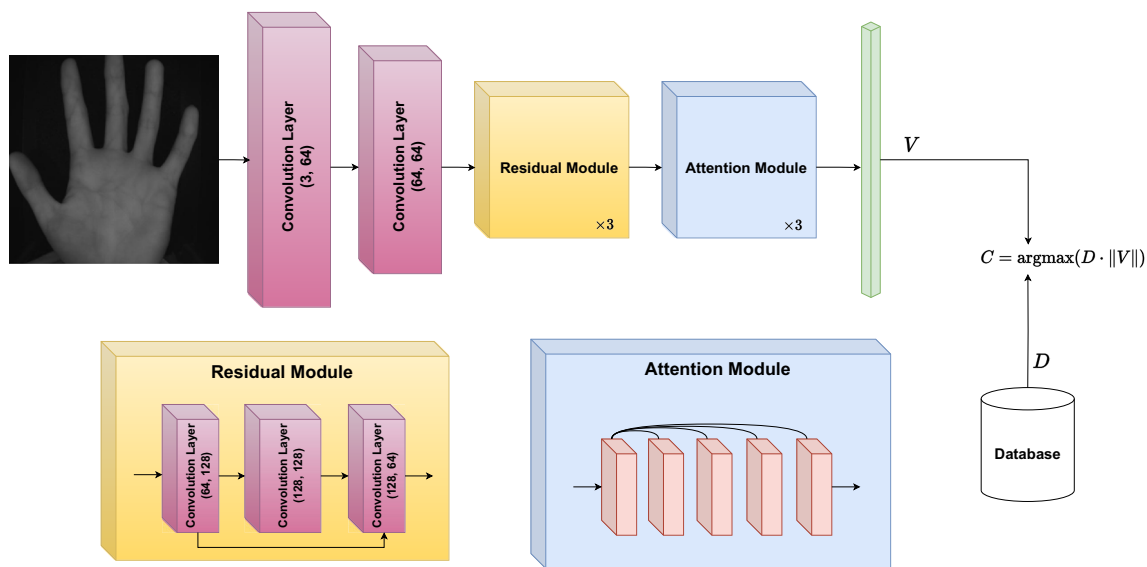 Convolution Layer
(3, 64)
Convolution Layer
(64, 64)
Residual Module
×3
Attention Module
×3
V
C = argmax(D · ‖V‖)
D
Database
Residual Module
Convolution Layer
(64, 128)
Convolution Layer
(128, 128)
Convolution Layer
(128, 64)
Attention Module